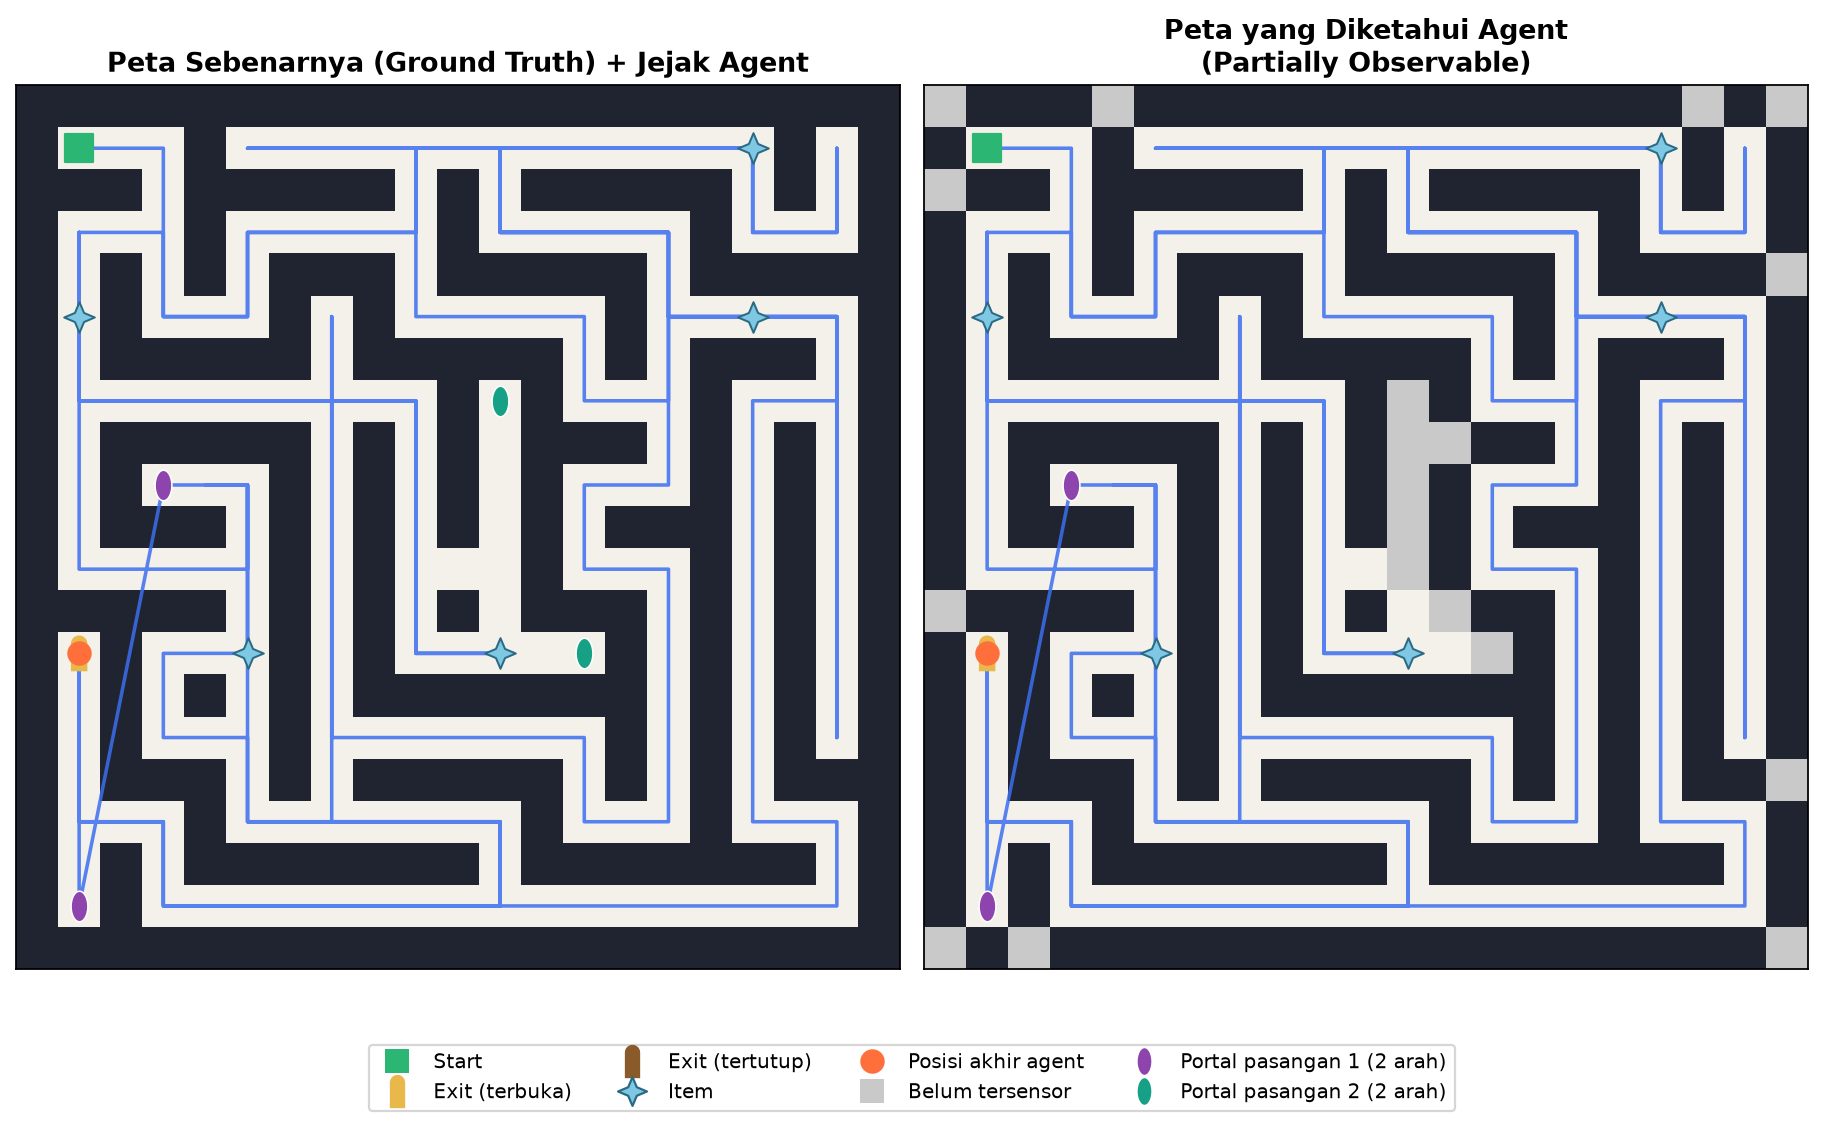 Peta Sebenarnya (Ground Truth) + Jejak Agent
Peta yang Diketahui Agent
(Partially Observable)
Start
Exit (terbuka)
Exit (tertutup)
Item
Posisi akhir agent
Belum tersensor
Portal pasangan 1 (2 arah)
Portal pasangan 2 (2 arah)